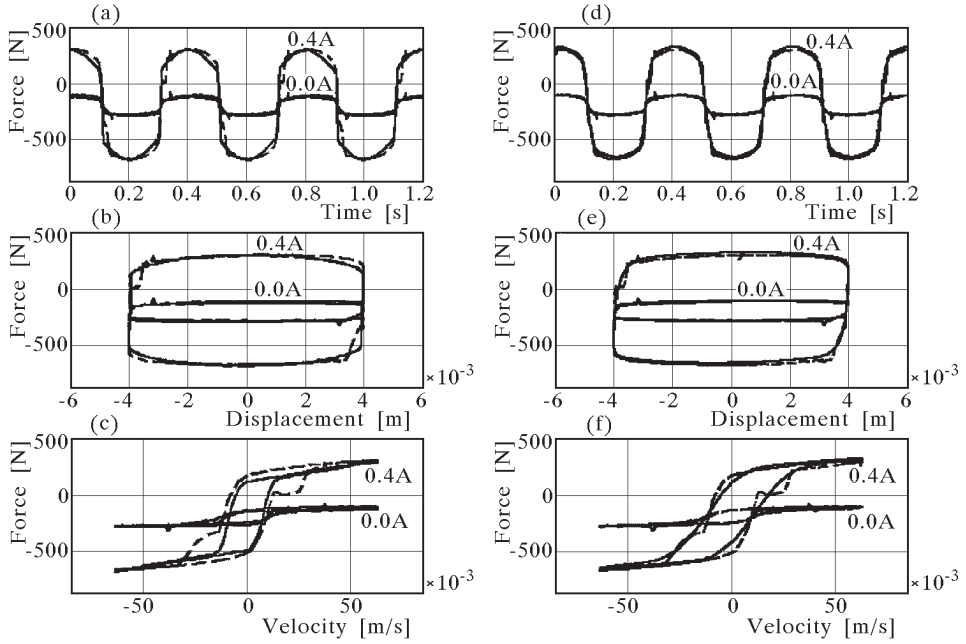 (a)
500
0
-500
Force [N]
0.4A
0.0A
0 0.2 0.4 0.6 0.8 1.0 1.2
Time [s]
(d)
500
0
-500
Force [N]
0.4A
0.0A
0 0.2 0.4 0.6 0.8 1.0 1.2
Time [s]
(b)
500
0
-500
Force [N]
0.4A
0.0A
×10-3
-6 -4 -2 0 2 4 6
Displacement [m]
(e)
500
0
-500
Force [N]
0.4A
0.0A
×10-3
-6 -4 -2 0 2 4 6
Displacement [m]
(c)
500
0
-500
Force [N]
0.4A
0.0A
×10-3
-50 0 50
Velocity [m/s]
(f)
500
0
-500
Force [N]
0.4A
0.0A
×10-3
-50 0 50
Velocity [m/s]